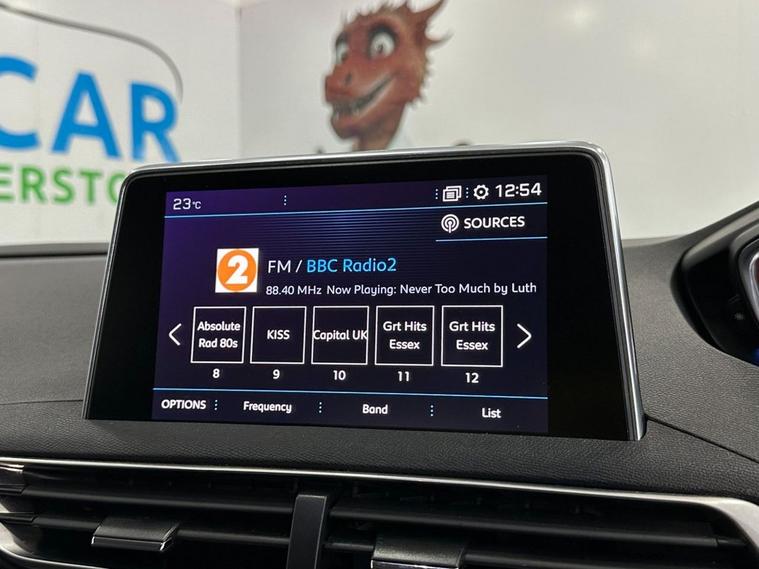 CAR
ERSTO
23°C
12:54
SOURCES
2
FM / BBC Radio2
88.40 MHz Now Playing: Never Too Much by Luth
Absolute
Rad 80s
KISS
Capital UK
Grt Hits
Essex
Grt Hits
Essex
8
9
10
11
12
OPTIONS
Frequency
Band
List